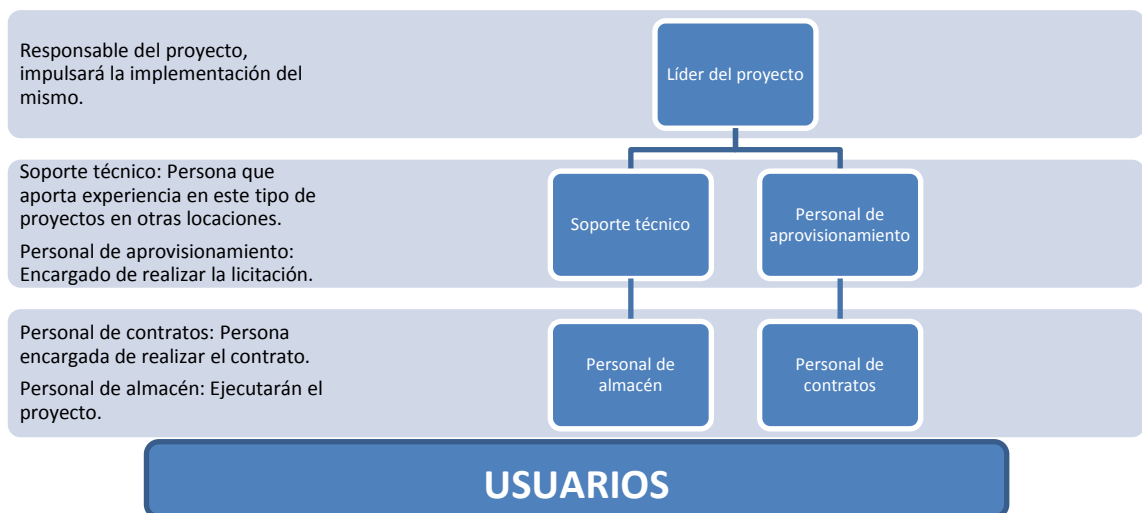 Responsable del proyecto,
impulsará la implementación del
mismo.
Líder del proyecto
Soporte técnico: Persona que
aporta experiencia en este tipo de
proyectos en otras locaciones.
Personal de aprovisionamiento:
Encargado de realizar la licitación.
Soporte técnico
Personal de
aprovisionamiento
Personal de contratos: Persona
encargada de realizar el contrato.
Personal de almacén: Ejecutarán el
proyecto.
Personal de
almacén
Personal de
contratos
USUARIOS